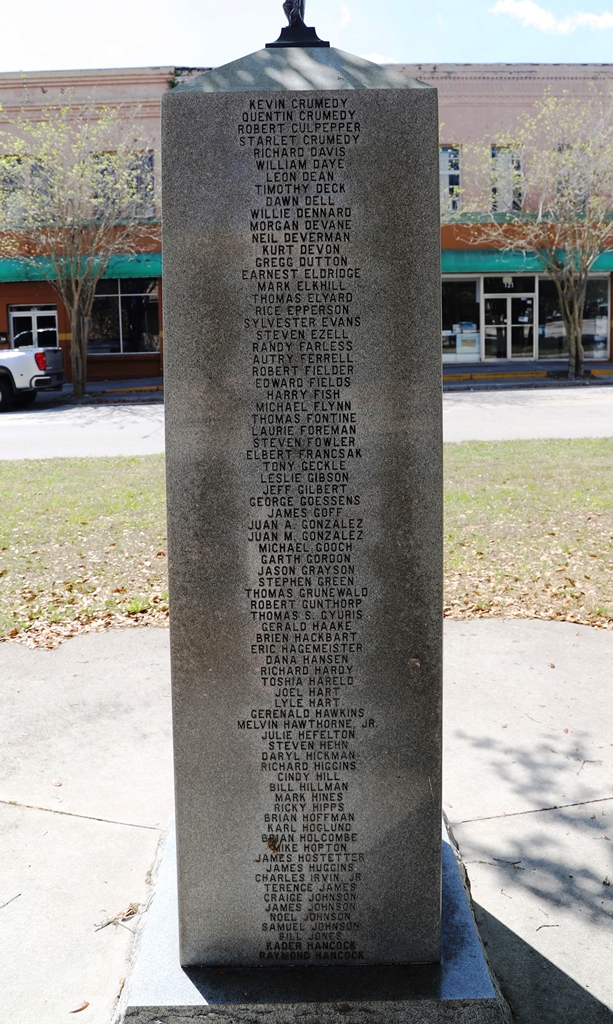 KEVIN CRUMEDY
QUENTIN CRUMEDY
ROBERT CULPEPPER
STARLET CRUMEDY
RICHARD DAVIS
WILLIAM DAYE
LEON DEAN
TIMOTHY DECK
DAWN DELL
WILLIE DENNARD
MORGAN DEVANE
NEIL DEVERMAN
KURT DEVON
GREGG DUTTON
EARNEST ELDRIDGE
MARK ELKHILL
THOMAS ELYARD
RICE EPPERSON
SYLVESTER EVANS
STEVEN EZELL
RANDY FARLESS
AUTRY FERRELL
ROBERT FIELDER
EDWARD FIELDS
HARRY FISH
MICHAEL FLYNN
THOMAS FONTINE
LAURIE FOREMAN
STEVEN FOWLER
ELBERT FRANCSAK
TONY GECKLE
LESLIE GIBSON
JEFF GILBERT
GEORGE GOESSENS
JAMES GOFF
JUAN A. GONZALEZ
JUAN M. GONZALEZ
MICHAEL GOOCH
GARTH GORDON
JASON GRAYSON
STEPHEN GREEN
THOMAS GRUNEWALD
ROBERT GUNTHORP
THOMAS S. GYURIS
GERALD HAAKE
BRIEN HACKBART
ERIC HAGEMEISTER
DANA HANSEN
RICHARD HARDY
TOSHIA HARELD
JOEL HART
LYLE HART
GERENALD HAWKINS
MELVIN HAWTHORNE, JR.
JULIE HEFELTON
STEVEN HEHN
DARYL HICKMAN
RICHARD HIGGINS
CINDY HILL
BILL HILLMAN
MARK HINES
RICKY HIPPS
BRIAN HOFFMAN
KARL HOGLUND
BRIAN HOLCOMBE
MIKE HOPTON
JAMES HOSTETTER
JAMES HUGGINS
CHARLES IRVIN, JR
TERENCE JAMES
CRAIGE JOHNSON
JAMES JOHNSON
NOEL JOHNSON
SAMUEL JOHNSON
BILL JONES
KADER HANCOCK
RAYMOND HANCOCK
121